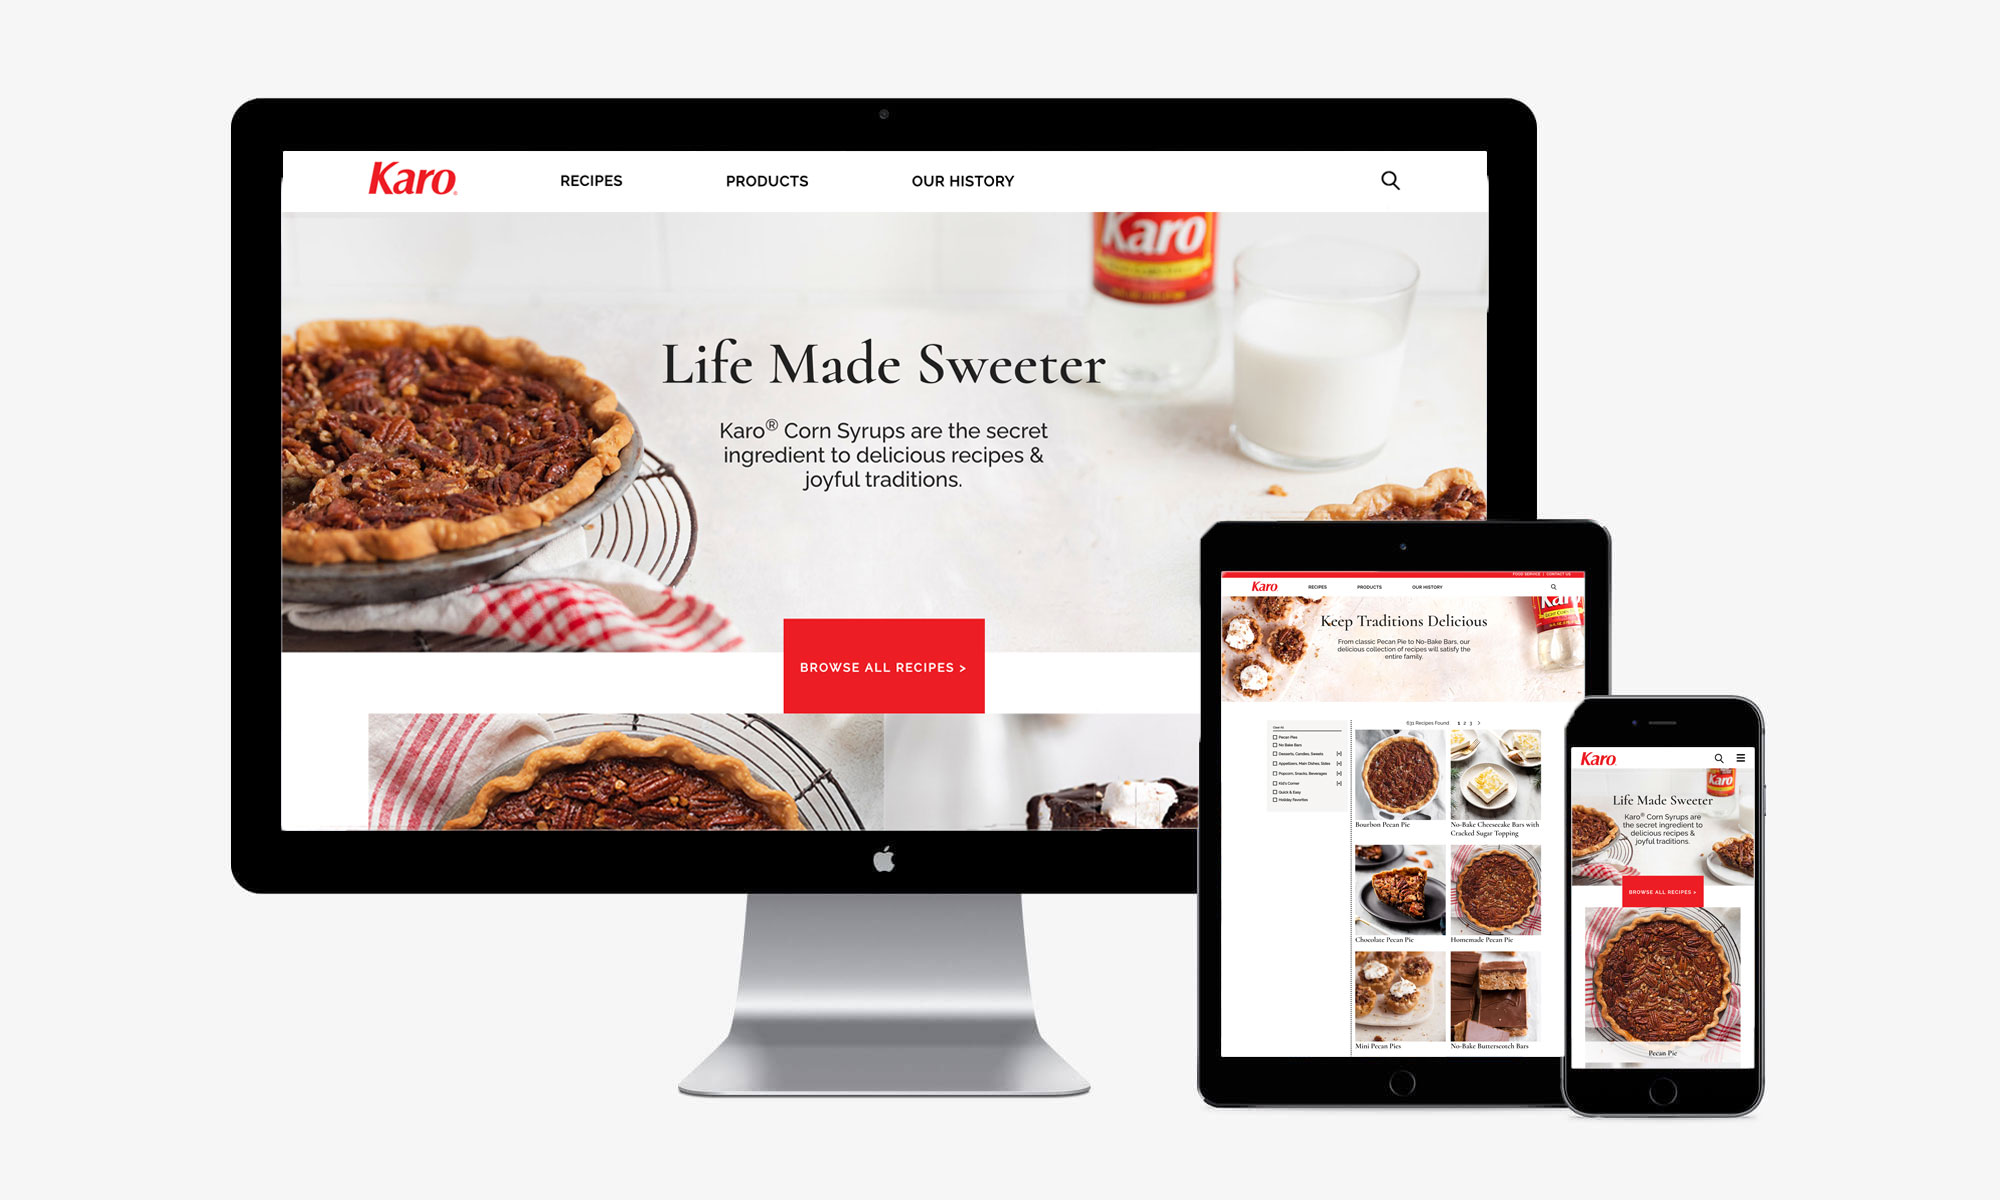 Karo®
RECIPES
PRODUCTS
OUR HISTORY
Karo
Life Made Sweeter
Karo® Corn Syrups are the secret
ingredient to delicious recipes &
joyful traditions.
BROWSE ALL RECIPES >
FOOD SERVICE | CONTACT US
Karo
RECIPES
PRODUCTS
OUR HISTORY
Karo
Keep Traditions Delicious
From classic Pecan Pie to No-Bake Bars, our
delicious collection of recipes will satisfy the
entire family.
631 Recipes Found 1 2 3 >
Clear All
Pecan Pies
No Bake Bars
Desserts, Candies, Sweets [+]
Appetizers, Main Dishes, Sides [+]
Popcorn, Snacks, Beverages [+]
Kid's Corner [+]
Quick & Easy
Holiday Favorites
Bourbon Pecan Pie
No-Bake Cheesecake Bars with
Cracked Sugar Topping
Chocolate Pecan Pie
Homemade Pecan Pie
Mini Pecan Pies
No-Bake Butterscotch Bars
Karo
Karo
Life Made Sweeter
Karo® Corn Syrups are
the secret ingredient to
delicious recipes &
joyful traditions.
BROWSE ALL RECIPES >
Pecan Pie